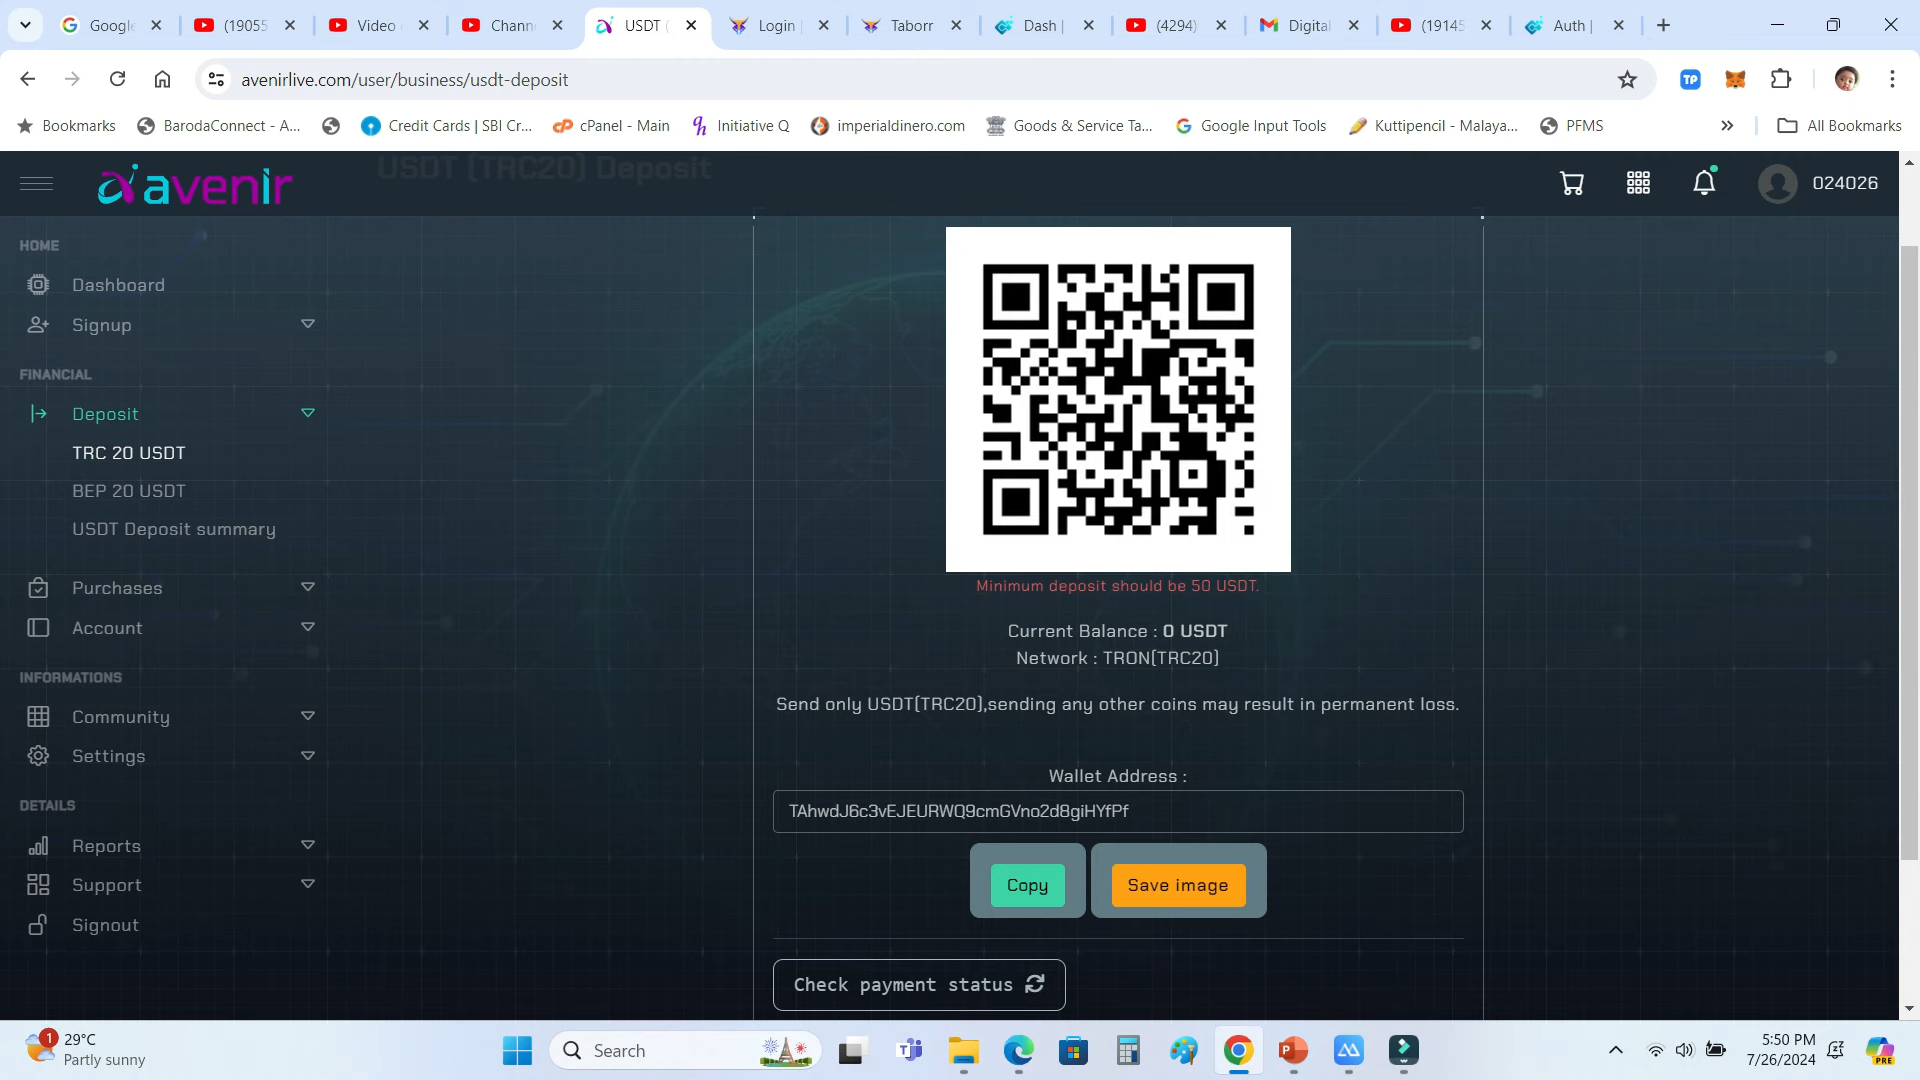 Google
(19055
Video
Chann
USDT (
Login |
Taborr
Dash |
(4294)
Digital
(19145
Auth |
avenirlive.com/user/business/usdt-deposit
TP
Bookmarks
BarodaConnect - A...
Credit Cards | SBI Cr...
cPanel - Main
Initiative Q
imperialdinero.com
Goods & Service Ta...
Google Input Tools
Kuttipencil - Malaya...
PFMS
All Bookmarks
avenir
USDT (TRC20) Deposit
024026
HOME
Dashboard
Signup
FINANCIAL
Deposit
TRC 20 USDT
BEP 20 USDT
USDT Deposit summary
Purchases
Account
INFORMATIONS
Community
Settings
DETAILS
Reports
Support
Signout
Minimum deposit should be 50 USDT.
Current Balance : 0 USDT
Network : TRON(TRC20)
Send only USDT(TRC20),sending any other coins may result in permanent loss.
Wallet Address :
TAhwdJ6c3vEJEURWQ9cmGVno2d8giHYfPf
Copy
Save image
Check payment status
1
29°C
Partly sunny
Search
5:50 PM
7/26/2024
PRE